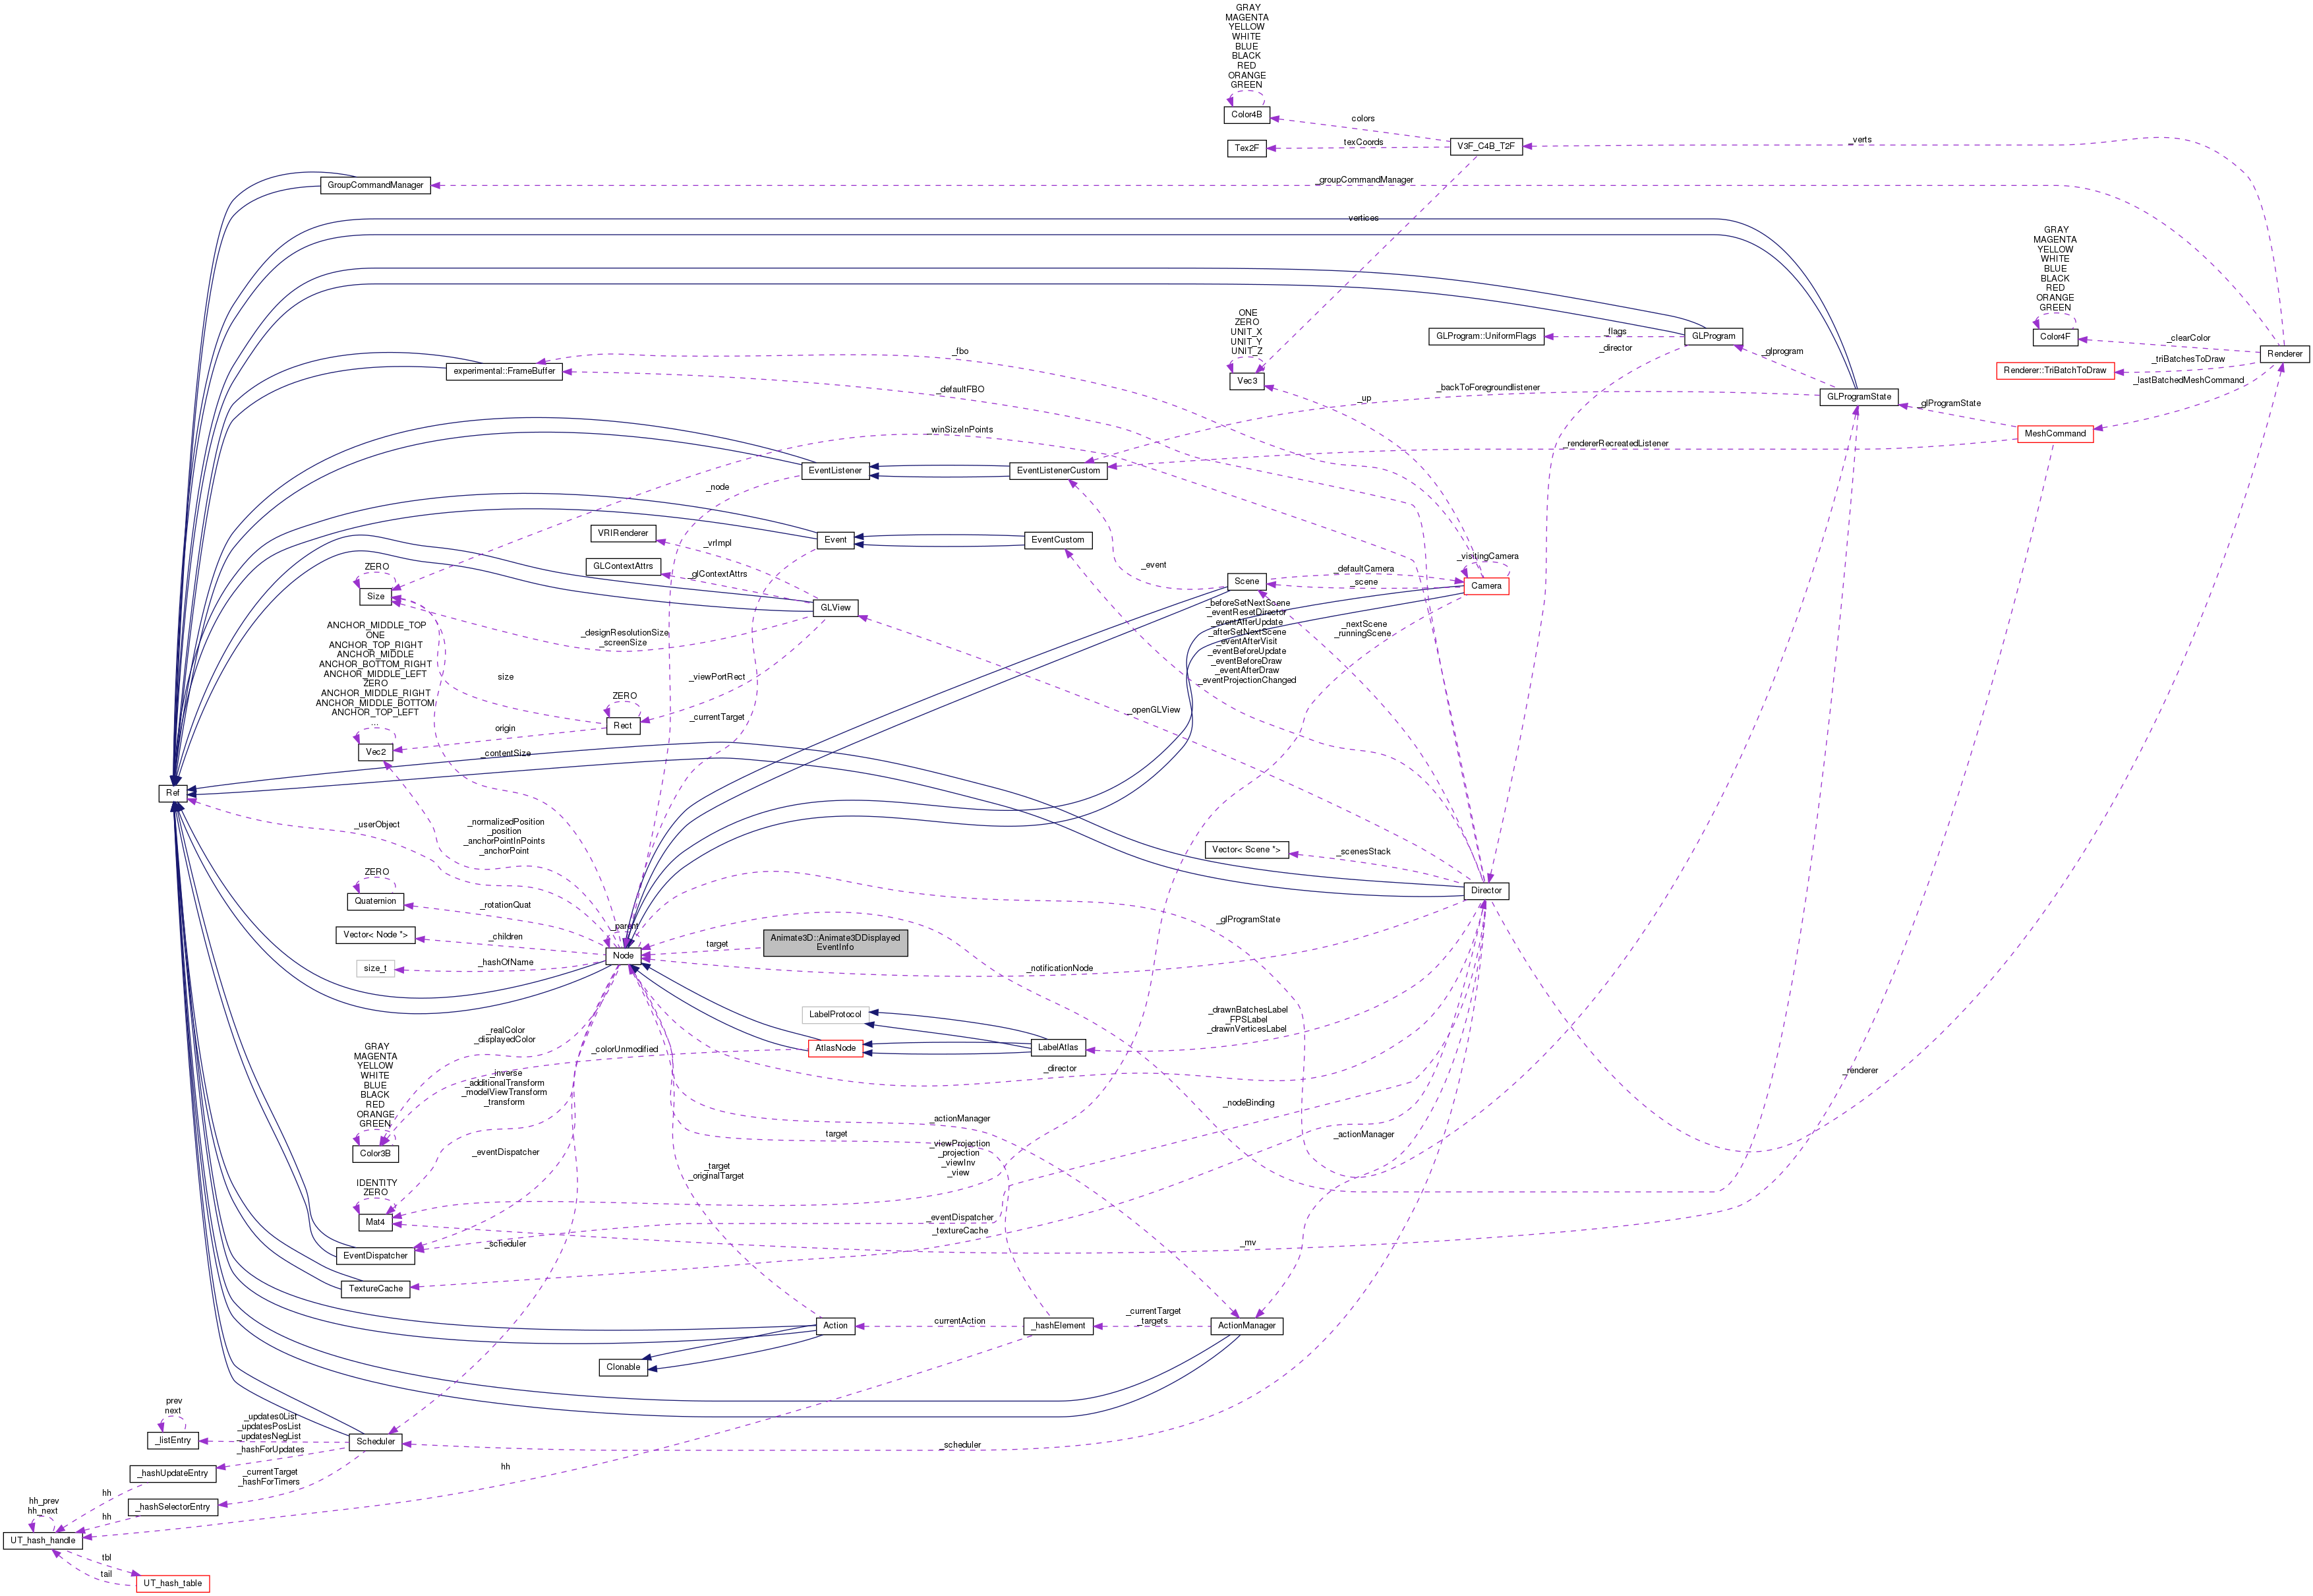 GRAY
MAGENTA
YELLOW
WHITE
BLUE
BLACK
RED
ORANGE
GREEN
Color4B
colors
Tex2F
texCoords
V3F_C4B_T2F
_verts
GroupCommandManager
_groupCommandManager
vertices
GRAY
MAGENTA
YELLOW
WHITE
BLUE
BLACK
RED
ORANGE
GREEN
Color4F
_clearColor
Renderer
ONE
ZERO
UNIT_X
UNIT_Y
UNIT_Z
Vec3
GLProgram::UniformFlags
_flags
GLProgram
_director
_glprogram
_triBatchesToDraw
Renderer::TriBatchToDraw
_lastBatchedMeshCommand
_fbo
experimental::FrameBuffer
_defaultFBO
_up
_backToForegroundlistener
GLProgramState
_glProgramState
MeshCommand
_winSizeInPoints
_rendererRecreatedListener
EventListener
EventListenerCustom
_node
VRIRenderer
_vrImpl
Event
EventCustom
_event
GLContextAttrs
_glContextAttrs
ZERO
Size
GLView
Scene
_defaultCamera
_scene
_visitingCamera
Camera
_beforeSetNextScene
_eventResetDirector
_eventAfterUpdate
_afterSetNextScene
_eventAfterVisit
_eventBeforeUpdate
_eventBeforeDraw
_eventAfterDraw
_eventProjectionChanged
_nextScene
_runningScene
_designResolutionSize
_screenSize
ANCHOR_MIDDLE_TOP
ONE
ANCHOR_TOP_RIGHT
ANCHOR_MIDDLE
ANCHOR_BOTTOM_RIGHT
ANCHOR_MIDDLE_LEFT
ZERO
ANCHOR_MIDDLE_RIGHT
ANCHOR_MIDDLE_BOTTOM
ANCHOR_TOP_LEFT
...
Vec2
size
_viewPortRect
ZERO
Rect
origin
_currentTarget
_openGLView
_contentSize
Ref
_userObject
_normalizedPosition
_position
_anchorPointInPoints
_anchorPoint
Vector< Scene *>
_scenesStack
Director
ZERO
Quaternion
_rotationQuat
Vector< Node *>
_children
_parent
Node
target
Animate3D::Animate3DDisplayed
EventInfo
_glProgramState
size_t
_hashOfName
_notificationNode
LabelProtocol
_drawnBatchesLabel
_FPSLabel
_drawnVerticesLabel
AtlasNode
LabelAtlas
_realColor
_displayedColor
_colorUnmodified
_director
_renderer
GRAY
MAGENTA
YELLOW
WHITE
BLUE
BLACK
RED
ORANGE
GREEN
Color3B
_inverse
_additionalTransform
_modelViewTransform
_transform
_nodeBinding
_actionManager
target
_actionManager
_viewProjection
_projection
_viewInv
_view
_eventDispatcher
_target
_originalTarget
IDENTITY
ZERO
Mat4
_eventDispatcher
_textureCache
_mv
EventDispatcher
_scheduler
TextureCache
Action
currentAction
_hashElement
_currentTarget
_targets
ActionManager
Clonable
prev
next
_listEntry
_updates0List
_updatesPosList
_updatesNegList
Scheduler
_scheduler
_hashForUpdates
_hashUpdateEntry
_currentTarget
_hashForTimers
hh
hh
_hashSelectorEntry
hh
hh_prev
hh_next
UT_hash_handle
tbl
tail
UT_hash_table